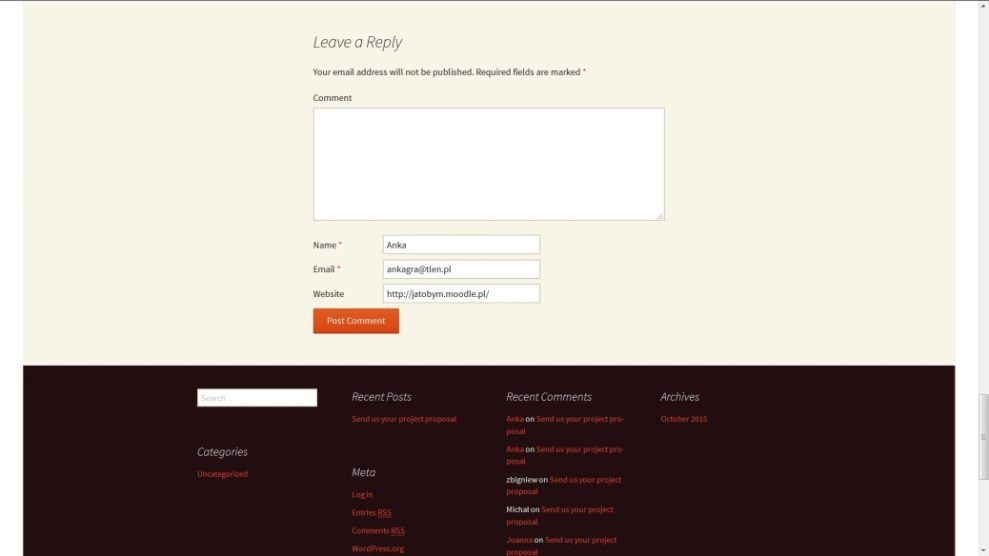 Leave a Reply
Your email address will not be published. Required fields are marked *
Comment
Name *
Anka
Email *
ankagra@tlen.pl
Website
http://jatobym.moodle.pl/
Post Comment
Search …
Categories
Uncategorized
Recent Posts
Send us your project proposal
Meta
Log in
Entries RSS
Comments RSS
WordPress.org
Recent Comments
Anka on Send us your project pro-
posal
Anka on Send us your project pro-
posal
zbigniew on Send us your project
proposal
Michał on Send us your project
proposal
Joanna on Send us your project
proposal
Archives
October 2015